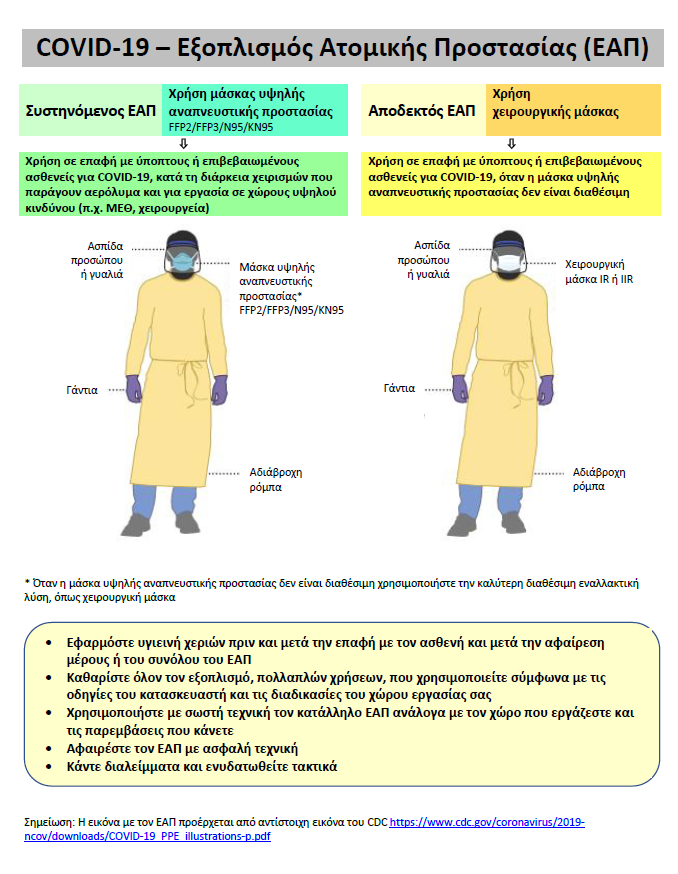 COVID-19 – Εξοπλισμός Ατομικής Προστασίας (ΕΑΠ)
Συστηνόμενος ΕΑΠ
Χρήση μάσκας υψηλής
αναπνευστικής προστασίας
FFP2/FFP3/N95/KN95
Χρήση σε επαφή με ύποπτους ή επιβεβαιωμένους
ασθενείς για COVID-19, κατά τη διάρκεια χειρισμών που
παράγουν αερόλυμα και για εργασία σε χώρους υψηλού
κινδύνου (π.χ. ΜΕΘ, χειρουργεία)
Αποδεκτός ΕΑΠ
Χρήση
χειρουργικής μάσκας
Χρήση σε επαφή με ύποπτους ή επιβεβαιωμένους
ασθενείς για COVID-19, όταν η μάσκα υψηλής
αναπνευστικής προστασίας δεν είναι διαθέσιμη
Ασπίδα
προσώπου
ή γυαλιά
Μάσκα υψηλής
αναπνευστικής
προστασίας*
FFP2/FFP3/N95/KN95
Γάντια
Αδιάβροχη
ρόμπα
Ασπίδα
προσώπου
ή γυαλιά
Χειρουργική
μάσκα IR ή IIR
Γάντια
Αδιάβροχη
ρόμπα
* Όταν η μάσκα υψηλής αναπνευστικής προστασίας δεν είναι διαθέσιμη χρησιμοποιήστε την καλύτερη διαθέσιμη εναλλακτική
λύση, όπως χειρουργική μάσκα
• Εφαρμόστε υγιεινή χεριών πριν και μετά την επαφή με τον ασθενή και μετά την αφαίρεση
μέρους ή του συνόλου του ΕΑΠ
• Καθαρίστε όλον τον εξοπλισμό, πολλαπλών χρήσεων, που χρησιμοποιείτε σύμφωνα με τις
οδηγίες του κατασκευαστή και τις διαδικασίες του χώρου εργασίας σας
• Χρησιμοποιήστε με σωστή τεχνική τον κατάλληλο ΕΑΠ ανάλογα με τον χώρο που εργάζεστε και
τις παρεμβάσεις που κάνετε
• Αφαιρέστε τον ΕΑΠ με ασφαλή τεχνική
• Κάντε διαλείμματα και ενυδατωθείτε τακτικά
Σημείωση: Η εικόνα με τον ΕΑΠ προέρχεται από αντίστοιχη εικόνα του CDC https://www.cdc.gov/coronavirus/2019-
ncov/downloads/COVID-19_PPE_illustrations-p.pdf